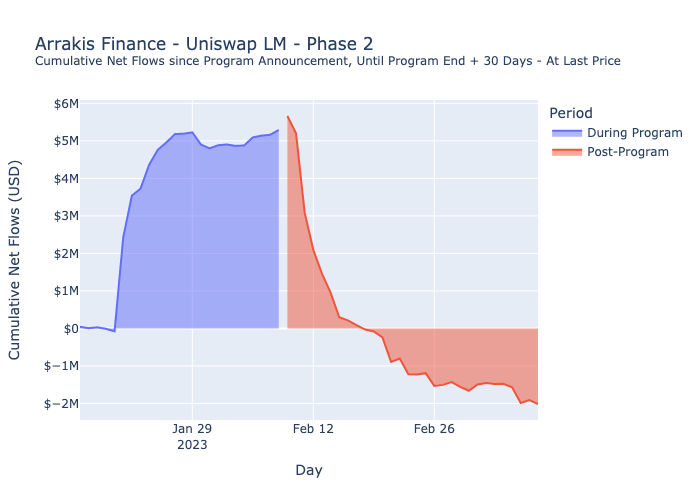 Arrakis Finance - Uniswap LM - Phase 2
Cumulative Net Flows since Program Announcement, Until Program End + 30 Days - At Last Price
Period
During Program
Post-Program
Cumulative Net Flows (USD)
$6M
$5M
$4M
$3M
$2M
$1M
$0
$−1M
$−2M
Jan 29
2023
Feb 12
Feb 26
Day